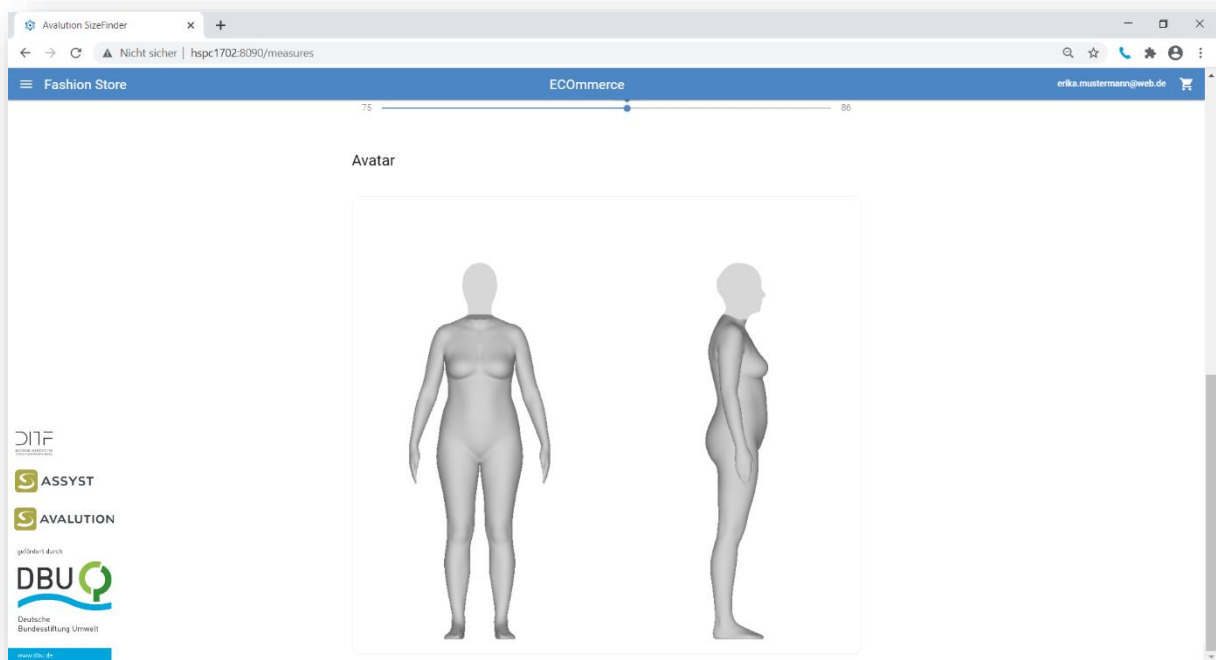 Avalution SizeFinder
Nicht sicher | hspc1702:8090/measures
Fashion Store
ECOmmerce
erika.mustermann@web.de
75
86
Avatar
DITF
ASSYST
AVALUTION
gefördert durch
DBU
Deutsche
Bundesstiftung Umwelt
www.dbu.de